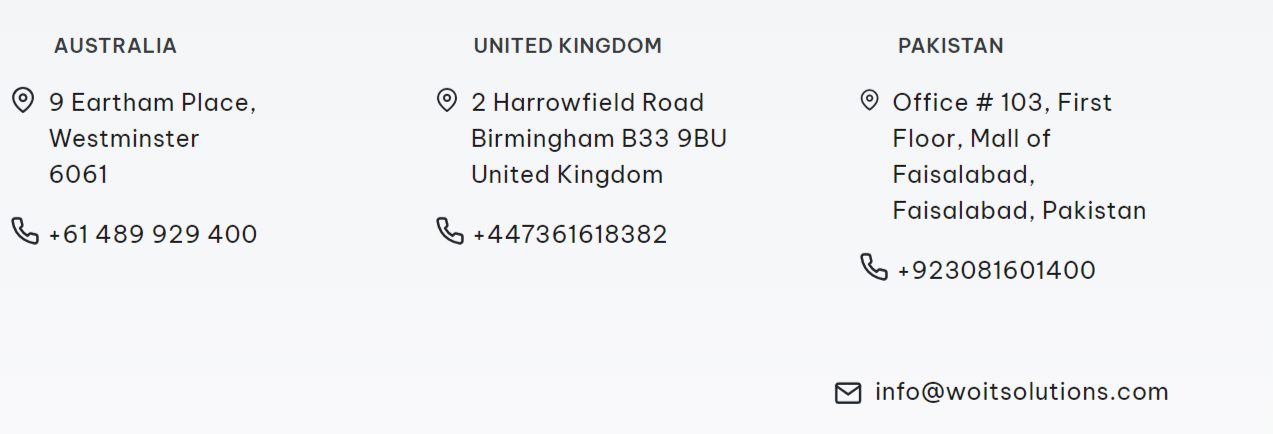 AUSTRALIA
9 Eartham Place,
Westminster
6061
+61 489 929 400
UNITED KINGDOM
2 Harrowfield Road
Birmingham B33 9BU
United Kingdom
+447361618382
PAKISTAN
Office # 103, First
Floor, Mall of
Faisalabad,
Faisalabad, Pakistan
+923081601400
info@woitsolutions.com